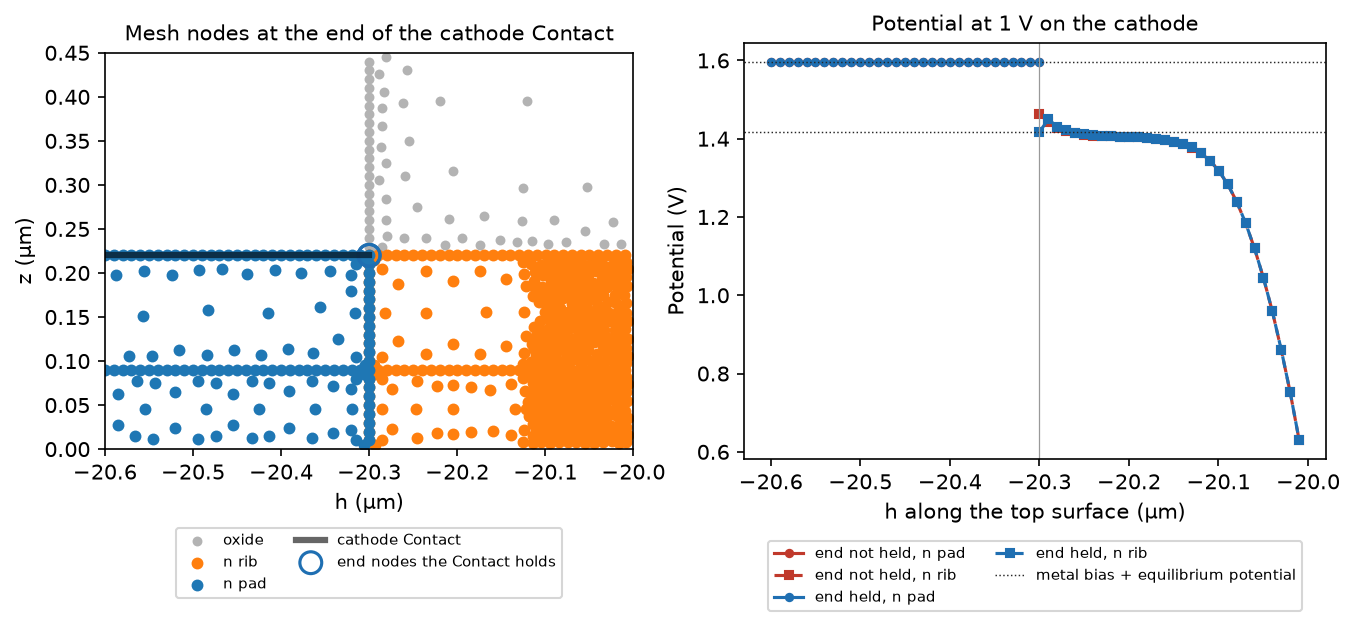 Mesh nodes at the end of the cathode Contact
0.45
0.40
0.35
0.30
0.25
0.20
0.15
0.10
0.05
0.00
z (µm)
−20.6
−20.5
−20.4
−20.3
−20.2
−20.1
−20.0
h (µm)
oxide
n rib
n pad
cathode Contact
end nodes the Contact holds
Potential at 1 V on the cathode
1.6
1.4
1.2
1.0
0.8
0.6
Potential (V)
−20.6
−20.5
−20.4
−20.3
−20.2
−20.1
−20.0
h along the top surface (µm)
end not held, n pad
end not held, n rib
end held, n pad
end held, n rib
metal bias + equilibrium potential